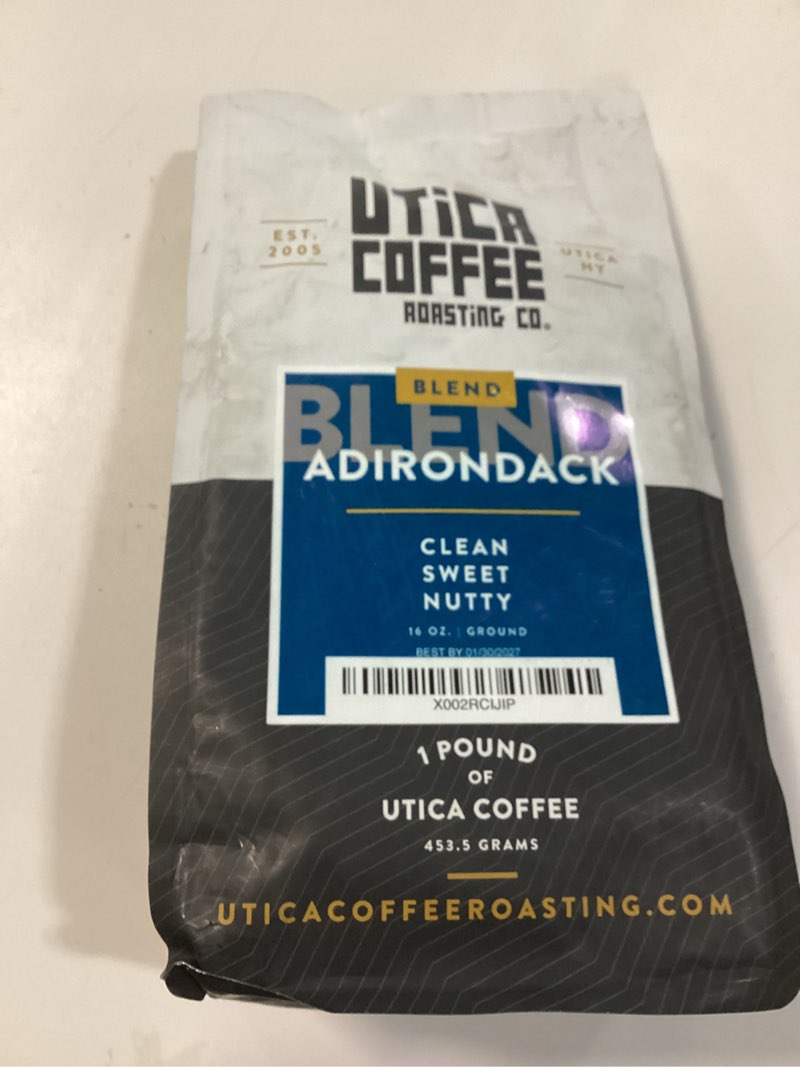 UTICA
COFFEE
ROASTING CO.
EST.
2005
UTICA
NY
BLEND
BLEND
ADIRONDACK
CLEAN
SWEET
NUTTY
16 OZ. | GROUND
BEST BY 01/30/2027
X002RCIJIP
1 POUND
OF
UTICA COFFEE
453.5 GRAMS
UTICACOFFEEROASTING.COM